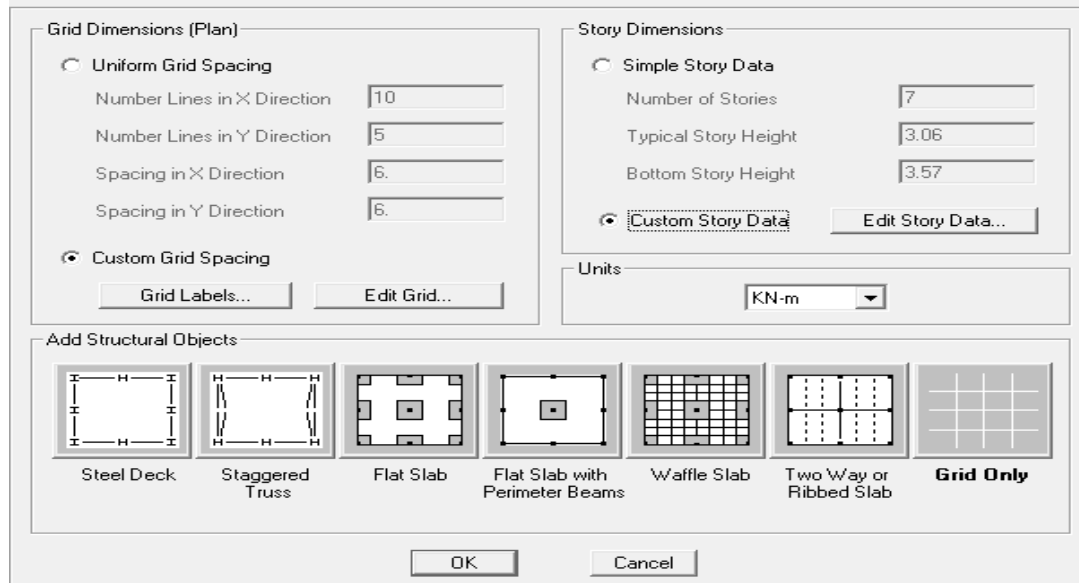 Grid Dimensions (Plan)
Uniform Grid Spacing
Number Lines in X Direction 10
Number Lines in Y Direction 5
Spacing in X Direction 6.
Spacing in Y Direction 6.
Custom Grid Spacing
Grid Labels...
Edit Grid...
Story Dimensions
Simple Story Data
Number of Stories 7
Typical Story Height 3.06
Bottom Story Height 3.57
Custom Story Data
Edit Story Data...
Units
KN-m
Add Structural Objects
Steel Deck
Staggered
Truss
Flat Slab
Flat Slab with
Perimeter Beams
Waffle Slab
Two Way or
Ribbed Slab
Grid Only
OK
Cancel